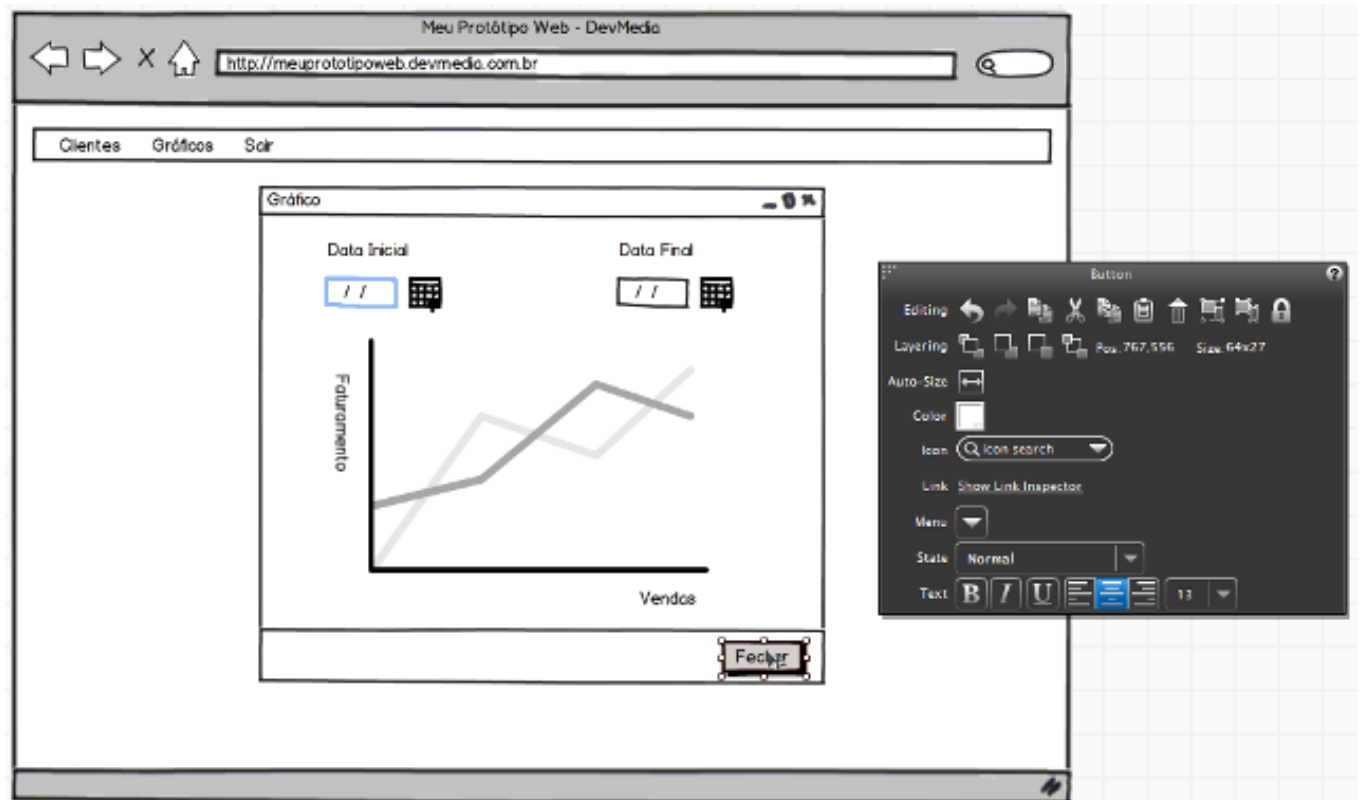 Meu Protótipo Web - DevMedia
http://meuprototipoweb.devmedia.com.br
Clientes Gráficos Sair
Gráfico
Data Inicial Data Final
/ / / /
Faturamento
Vendas
Fechar
Button
Editing
Layering Pos: 767,556 Size: 64x27
Auto-Size
Color
Icon Icon search
Link Show Link Inspector
Menu
State Normal
Text B I U 13